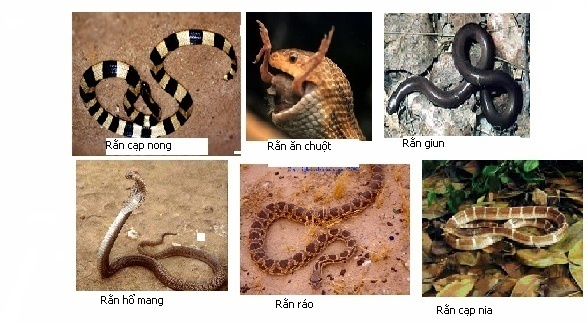 Rắn cạp nong
Rắn ăn chuột
Rắn giun
Rắn hổ mang
Rắn ráo
Rắn cạp nia